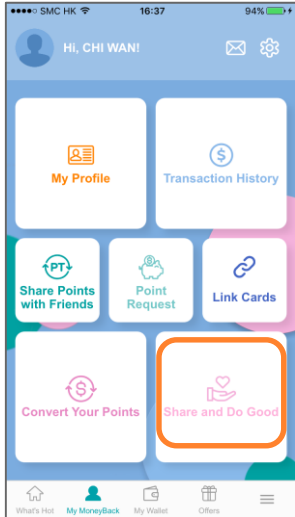 SMC HK 16:37 94%
Hi, CHI WAN!
My Profile
Transaction History
PT
Share Points
with Friends
Point
Request
Link Cards
Convert Your Points
Share and Do Good
What's Hot My MoneyBack My Wallet Offers